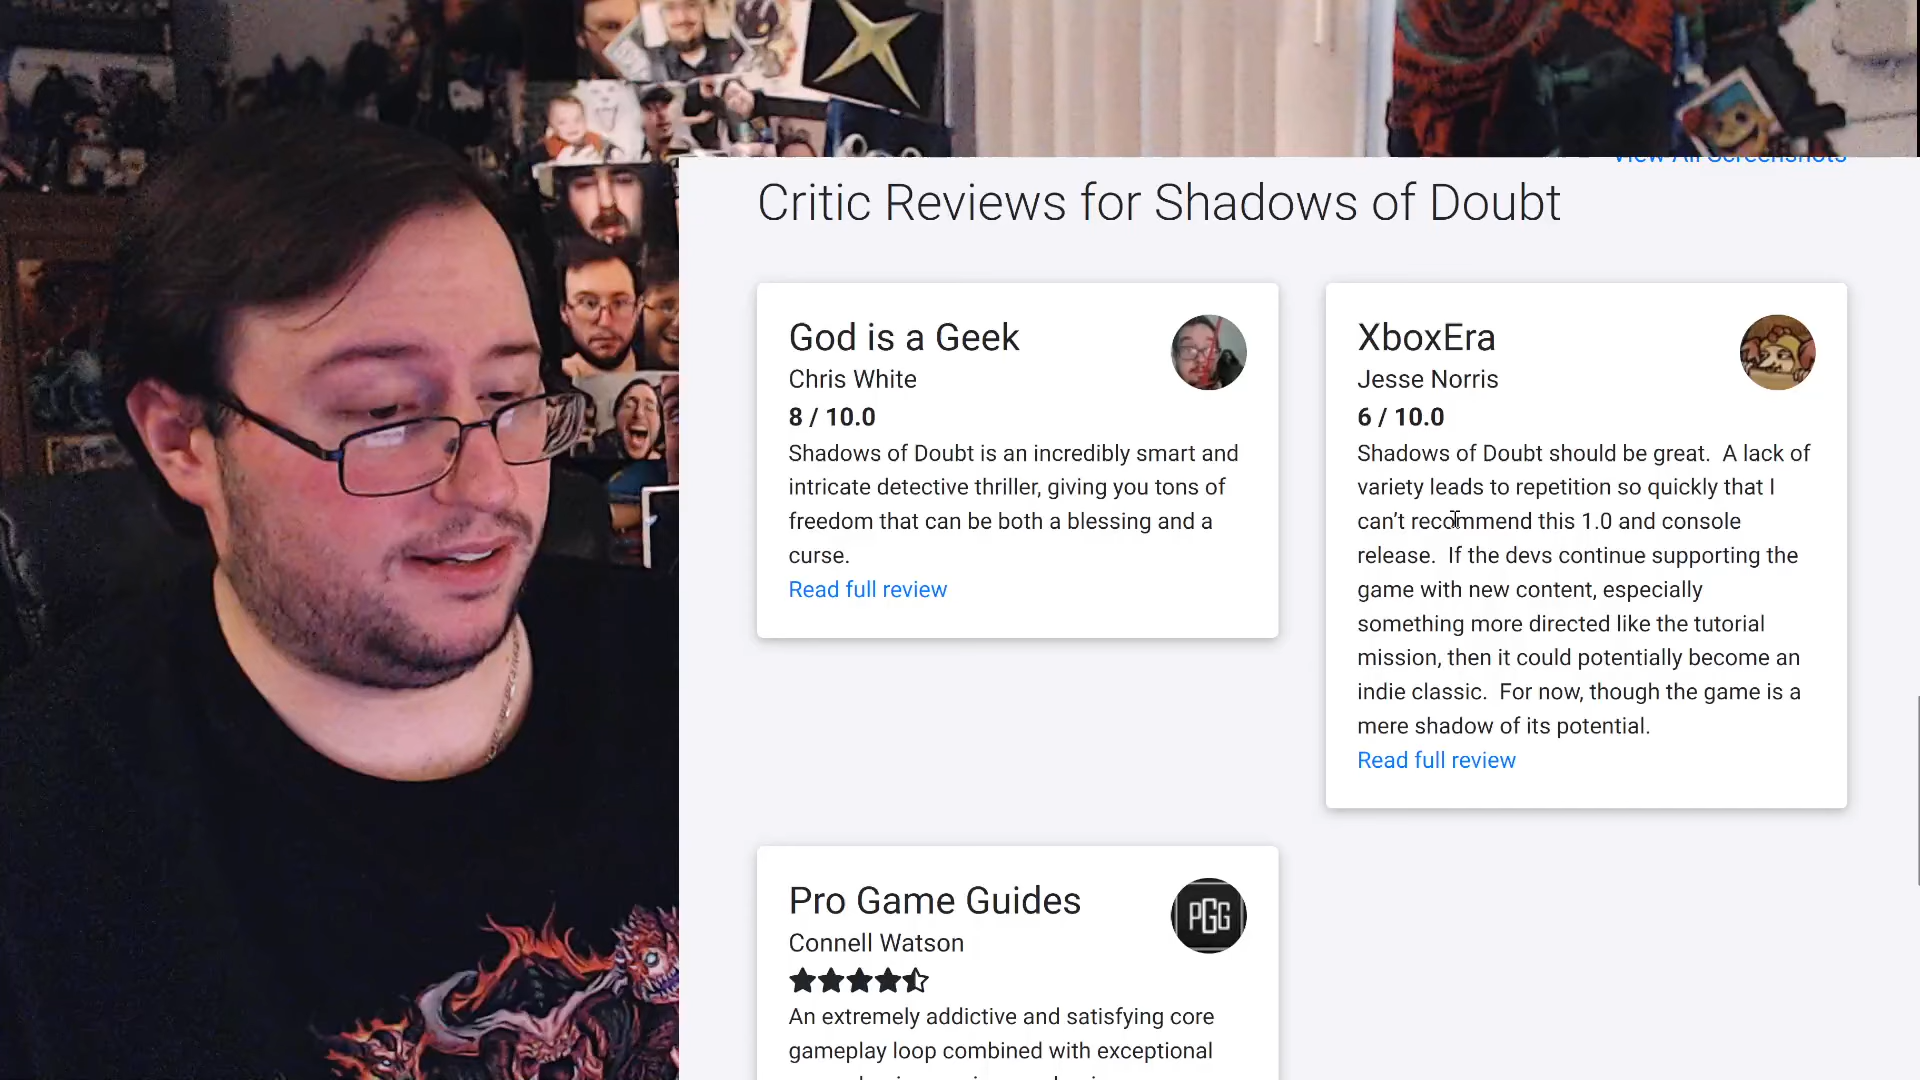 View All Screenshots
Critic Reviews for Shadows of Doubt
God is a Geek
Chris White
8 / 10.0
Shadows of Doubt is an incredibly smart and
intricate detective thriller, giving you tons of
freedom that can be both a blessing and a
curse.
Read full review
XboxEra
Jesse Norris
6 / 10.0
Shadows of Doubt should be great. A lack of
variety leads to repetition so quickly that I
can't recommend this 1.0 and console
release. If the devs continue supporting the
game with new content, especially
something more directed like the tutorial
mission, then it could potentially become an
indie classic. For now, though the game is a
mere shadow of its potential.
Read full review
Pro Game Guides
PGG
Connell Watson
An extremely addictive and satisfying core
gameplay loop combined with exceptional